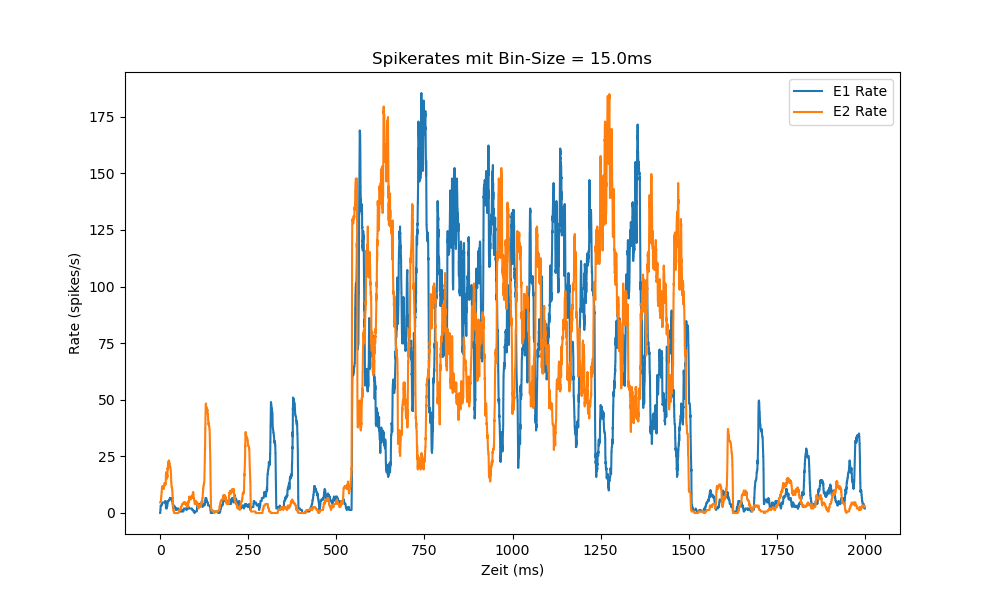 Spikerates mit Bin-Size = 15.0ms
E1 Rate
E2 Rate
Rate (spikes/s)
175
150
125
100
75
50
25
0
0 250 500 750 1000 1250 1500 1750 2000
Zeit (ms)